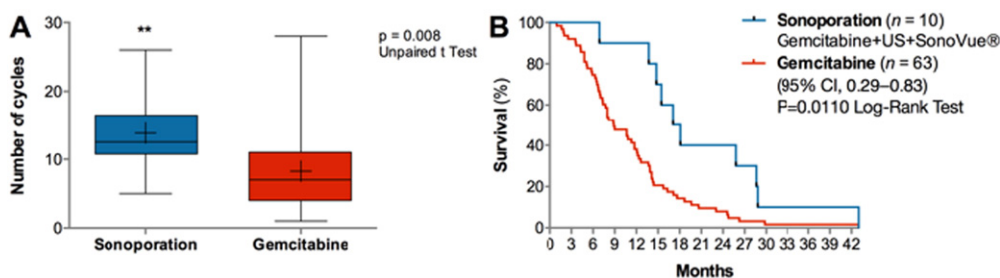 A
Number of cycles
30
20
10
0
**
p = 0.008
Unpaired t Test
Sonoporation Gemcitabine
B
Survival (%)
100
80
60
40
20
0
Sonoporation (n = 10)
Gemcitabine+US+SonoVue®
Gemcitabine (n = 63)
(95% CI, 0.29–0.83)
P=0.0110 Log-Rank Test
0 3 6 9 12 15 18 21 24 27 30 33 36 39 42
Months